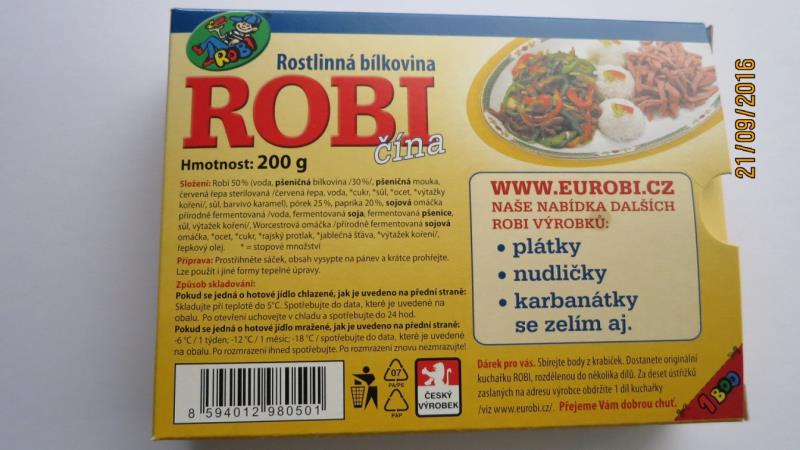 ROBI
Rostlinná bílkovina
ROBI
čína
Hmotnost: 200 g
Složení: Robi 50 % (voda, pšeničná bílkovina /30 %/, pšeničná mouka,
červená řepa sterilovaná /červená řepa, voda, *cukr, *sůl, *ocet, *výtažky
koření/, sůl, barvivo karamel), pórek 25 %, paprika 20 %, sojová omáčka
přírodně fermentovaná /voda, fermentovaná soja, fermentovaná pšenice,
sůl, výtažek koření/, Worcestrová omáčka /přírodně fermentovaná sojová
omáčka, *ocet, *cukr, *rajský protlak, *jablečná šťáva, *výtažek koření/,
řepkový olej. * = stopové množství
Příprava: Prostřihněte sáček, obsah vysypte na pánev a krátce prohřejte.
Lze použít i jiné formy tepelné úpravy.
Způsob skladování:
Pokud se jedná o hotové jídlo chlazené, jak je uvedeno na přední straně:
Skladujte při teplotě do 5°C. Spotřebujte do data, které je uvedené na
obalu. Po otevření uchovejte v chladu a spotřebujte do 24 hod.
Pokud se jedná o hotové jídlo mražené, jak je uvedeno na přední straně:
-6 °C / 1 týden; -12 °C / 1 měsíc; -18 °C / spotřebujte do data, které je uvedené
na obalu. Po rozmrazení ihned spotřebujte. Po rozmrazení znovu nezmrazujte!
8 594012 980501
07
PA/PE
PAP
ČESKÝ
VÝROBEK
WWW.EUROBI.CZ
NAŠE NABÍDKA DALŠÍCH
ROBI VÝROBKŮ:
• plátky
• nudličky
• karbanátky
se zelím aj.
Dárek pro vás. Sbírejte body z krabiček. Dostanete originální
kuchařku ROBI, rozdělenou do několika dílů. Za deset ústřižků
zaslaných na adresu výrobce obdržíte 1 díl kuchařky
/viz www.eurobi.cz/. Přejeme Vám dobrou chuť.
1 BOD
21/09/2016